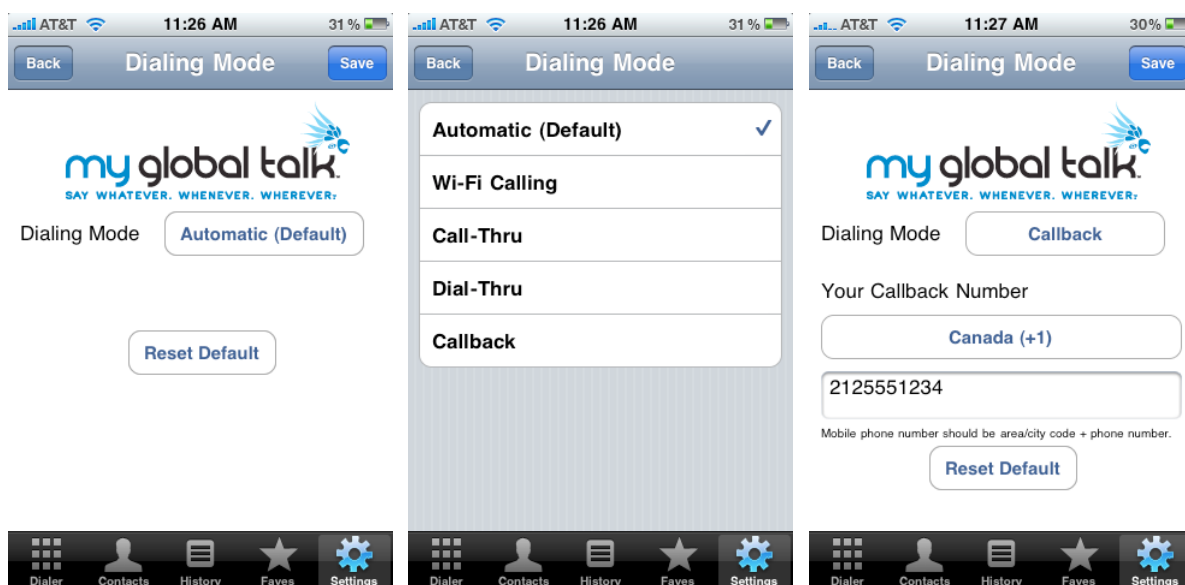 AT&T 11:26 AM 31 %
Back Dialing Mode Save
my global talk
SAY WHATEVER. WHENEVER. WHEREVER.
Dialing Mode Automatic (Default)
Reset Default
Dialer Contacts History Faves Settings
AT&T 11:26 AM 31 %
Back Dialing Mode
Automatic (Default) ✓
Wi-Fi Calling
Call-Thru
Dial-Thru
Callback
Dialer Contacts History Faves Settings
AT&T 11:27 AM 30 %
Back Dialing Mode Save
my global talk
SAY WHATEVER. WHENEVER. WHEREVER.
Dialing Mode Callback
Your Callback Number
Canada (+1)
2125551234
Mobile phone number should be area/city code + phone number.
Reset Default
Dialer Contacts History Faves Settings